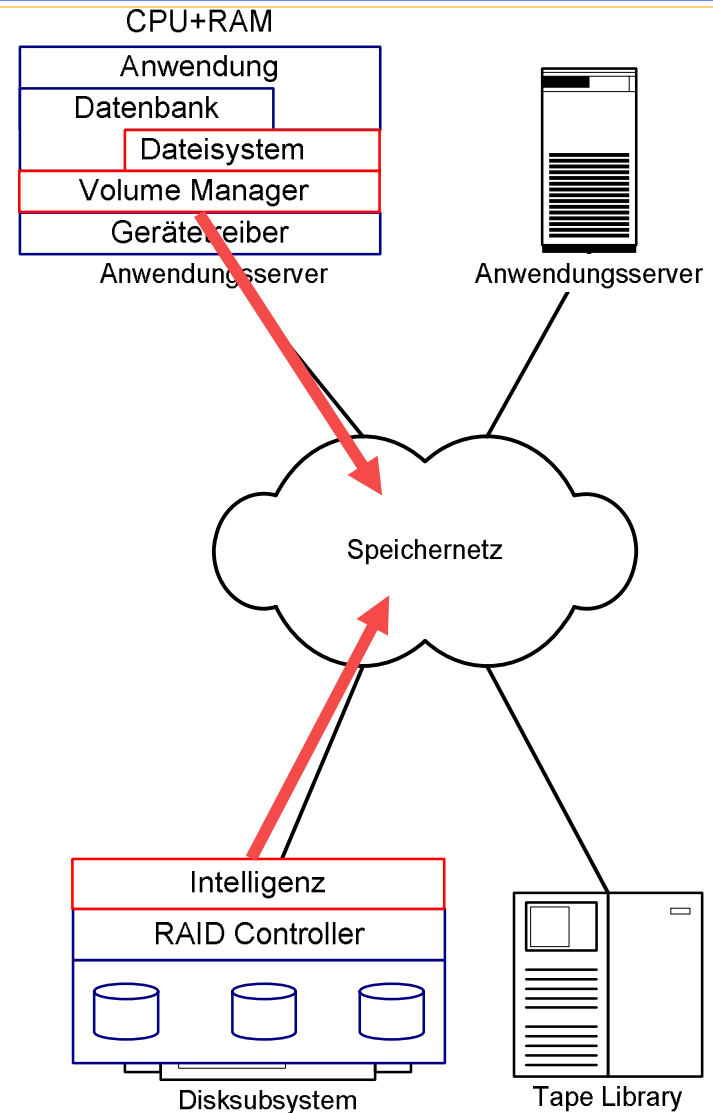 CPU+RAM
Anwendung
Datenbank
Dateisystem
Volume Manager
Gerätetreiber
Anwendungsserver
Anwendungsserver
Speichernetz
Intelligenz
RAID Controller
Disksubsystem
Tape Library